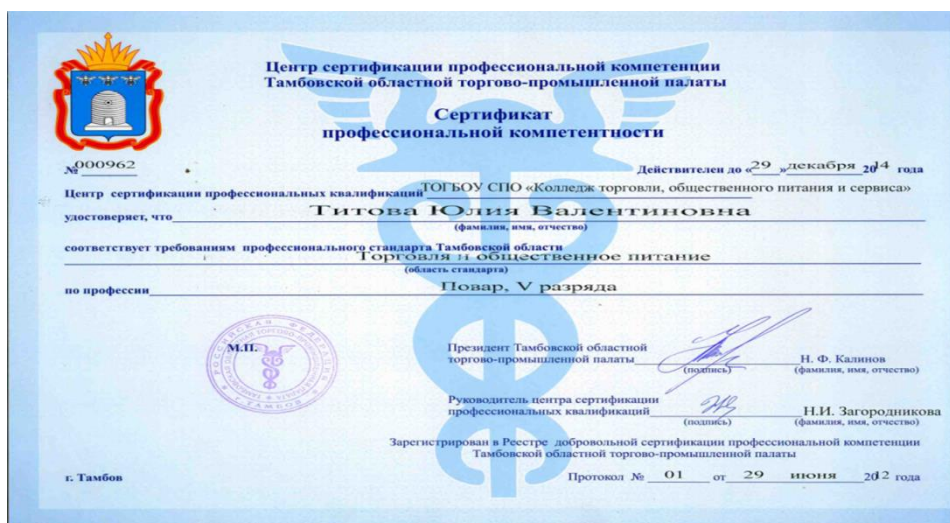 Центр сертификации профессиональной компетенции
Тамбовской областной торгово-промышленной палаты
Сертификат
профессиональной компетентности
№000962
Действителен до «29 » декабря 2014 года
Центр сертификации профессиональных квалификаций ТОГБОУ СПО «Колледж торговли, общественного питания и сервиса»
удостоверяет, что Титова Юлия Валентиновна
(фамилия, имя, отчество)
соответствует требованиям профессионального стандарта Тамбовской области
Торговля и общественное питание
(область стандарта)
по профессии Повар, V разряда
М.П.
Президент Тамбовской областной
торгово-промышленной палаты Н. Ф. Калинов
(подпись) (фамилия, имя, отчество)
Руководитель центра сертификации
профессиональных квалификаций Н.И. Загородникова
(подпись) (фамилия, имя, отчество)
Зарегистрирован в Реестре добровольной сертификации профессиональной компетенции
Тамбовской областной торгово-промышленной палаты
г. Тамбов
Протокол № 01 от 29 июня 2012 года